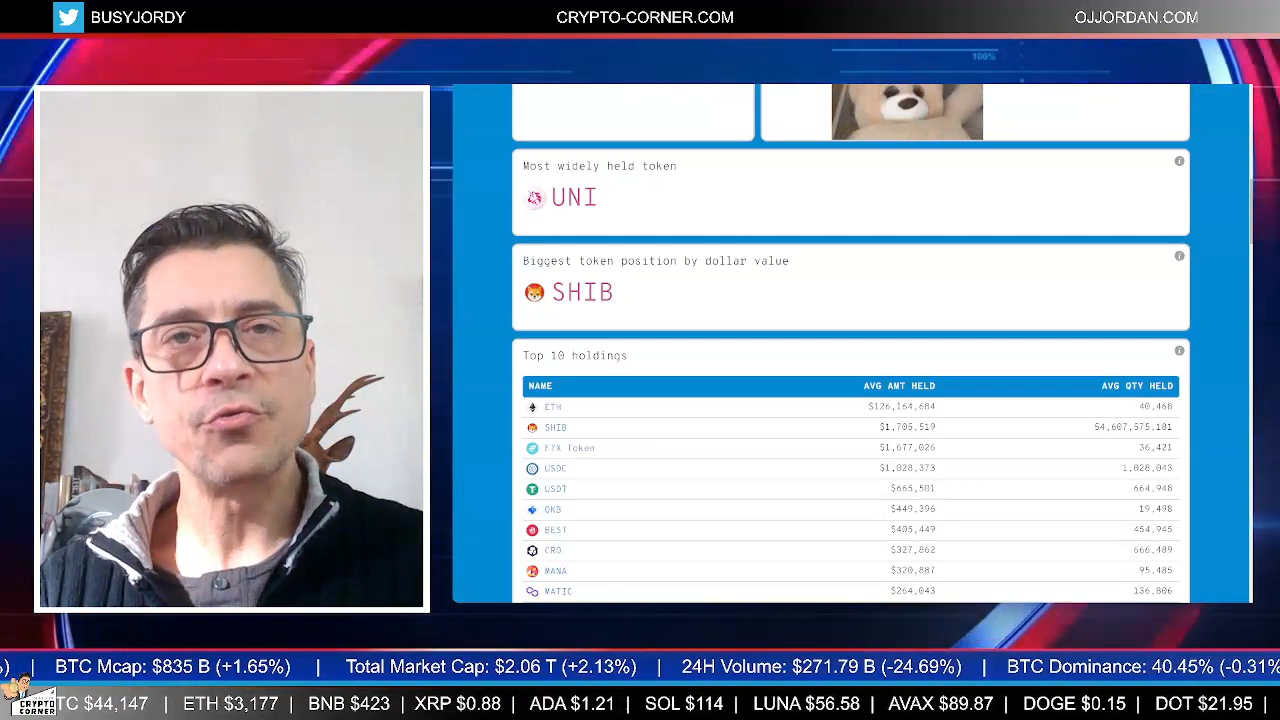 BUSYJORDY
CRYPTO-CORNER.COM
OJJORDAN.COM
100%
Most widely held token
UNI
Biggest token position by dollar value
SHIB
Top 10 holdings
NAME AVG AMT HELD AVG QTY HELD
ETH $126,164,684 40,468
SHIB $1,705,519 54,607,575,181
FTX Token $1,677,026 36,421
USDC $1,028,373 1,028,043
USDT $665,501 664,948
OKB $449,396 19,498
BEST $405,449 454,945
CRO $327,862 666,489
MANA $320,887 95,485
MATIC $264,043 136,806
%) | BTC Mcap: $835 B (+1.65%) | Total Market Cap: $2.06 T (+2.13%) | 24H Volume: $271.79 B (-24.69%) | BTC Dominance: 40.45% (-0.31%
CRYPTO
CORNER
TC $44,147 | ETH $3,177 | BNB $423 | XRP $0.88 | ADA $1.21 | SOL $114 | LUNA $56.58 | AVAX $89.87 | DOGE $0.15 | DOT $21.95